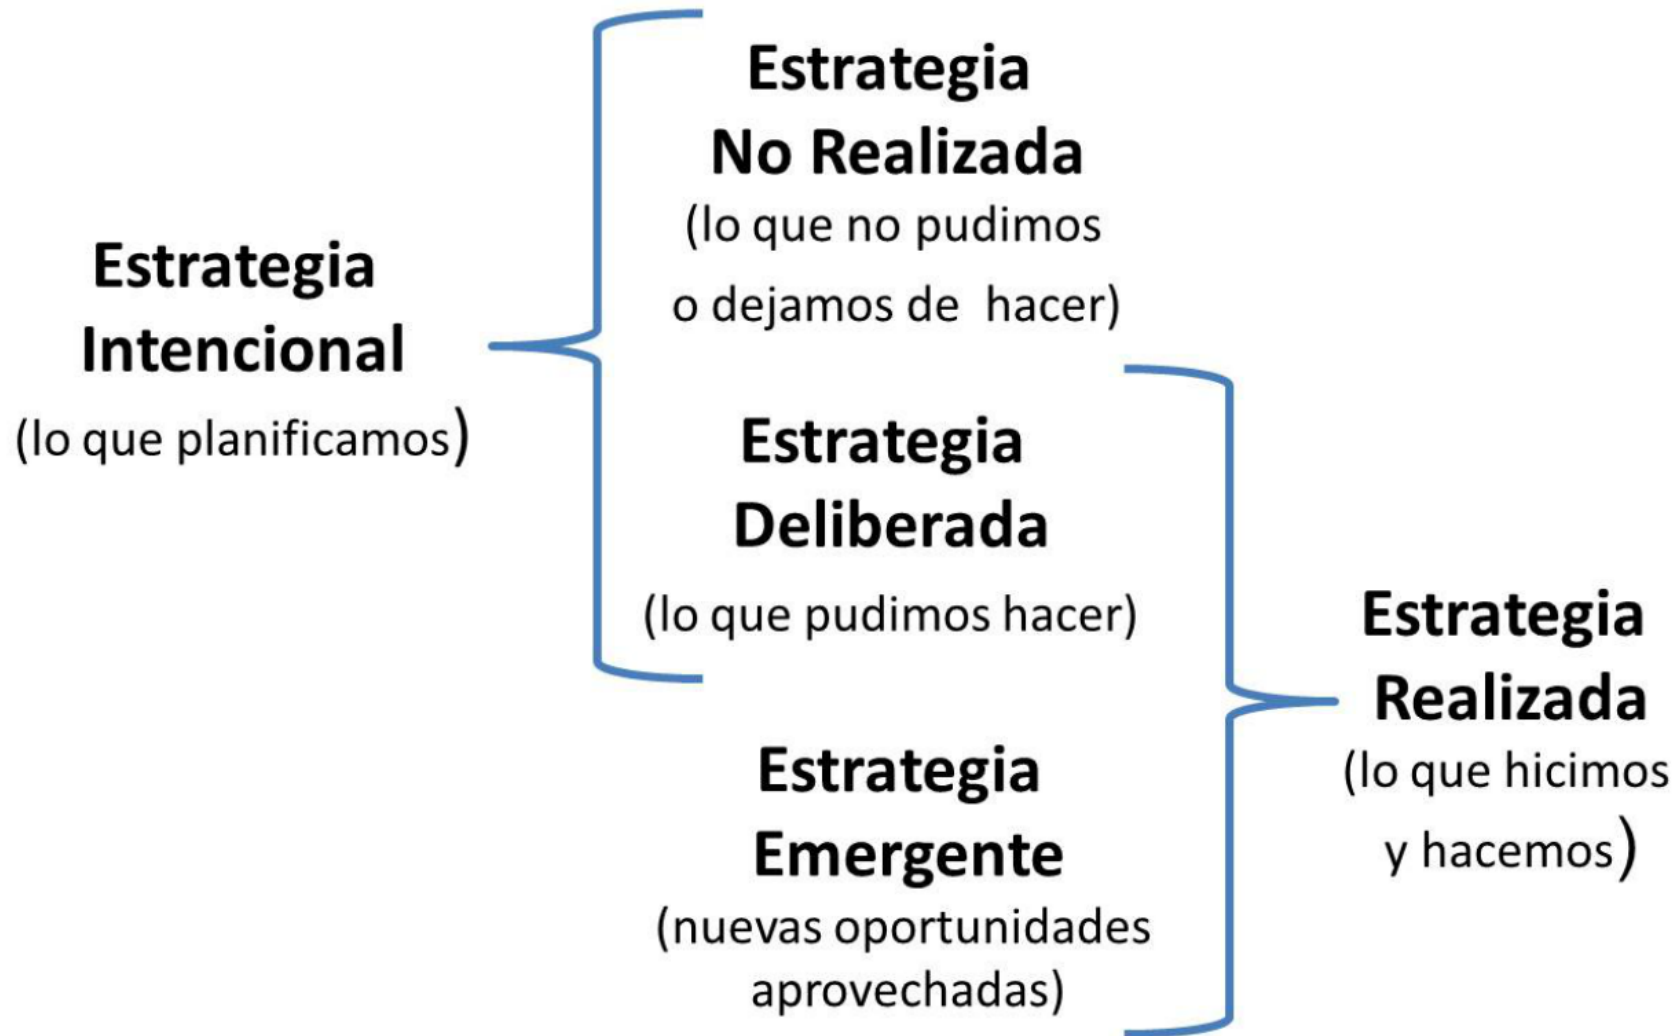 Estrategia
Intencional
(lo que planificamos)
Estrategia
No Realizada
(lo que no pudimos
o dejamos de hacer)
Estrategia
Deliberada
(lo que pudimos hacer)
Estrategia
Emergente
(nuevas oportunidades
aprovechadas)
Estrategia
Realizada
(lo que hicimos
y hacemos)